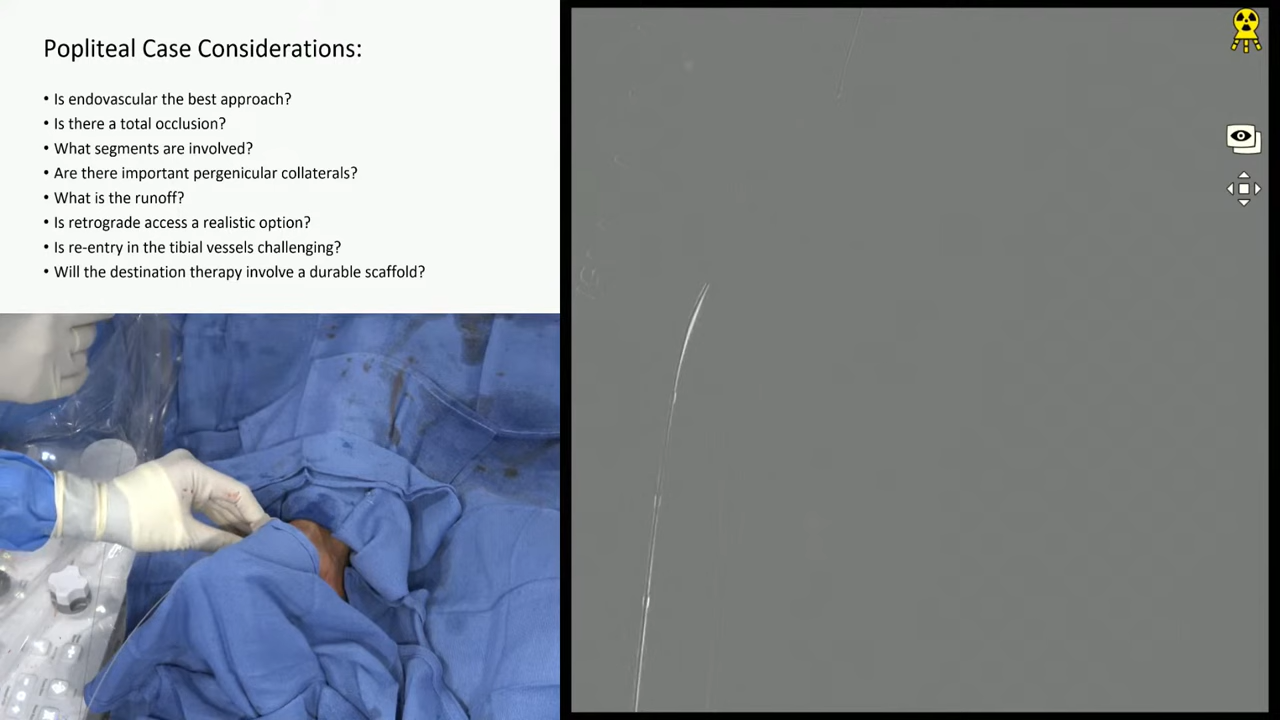 Popliteal Case Considerations:
• Is endovascular the best approach?
• Is there a total occlusion?
• What segments are involved?
• Are there important pergenicular collaterals?
• What is the runoff?
• Is retrograde access a realistic option?
• Is re-entry in the tibial vessels challenging?
• Will the destination therapy involve a durable scaffold?